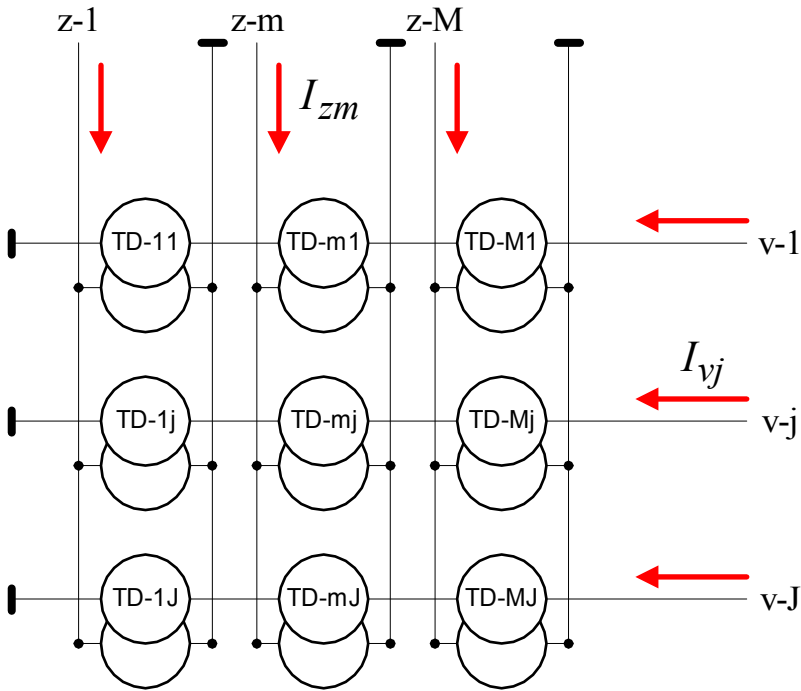 z-1 z-m z-M
I_zm
TD-11 TD-m1 TD-M1
v-1
I_vj
TD-1j TD-mj TD-Mj
v-j
TD-1J TD-mJ TD-MJ
v-J